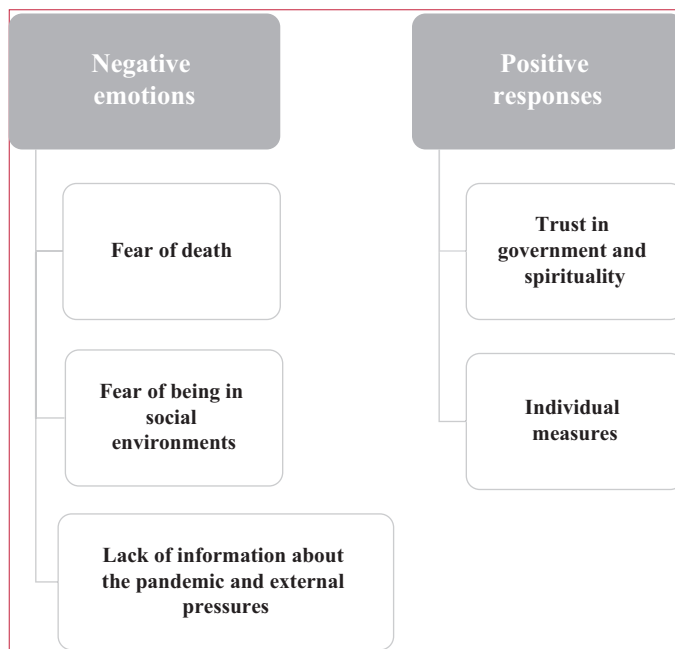 Negative
emotions
Fear of death
Fear of being in
social
environments
Lack of information about
the pandemic and external
pressures
Positive
responses
Trust in
government and
spirituality
Individual
measures